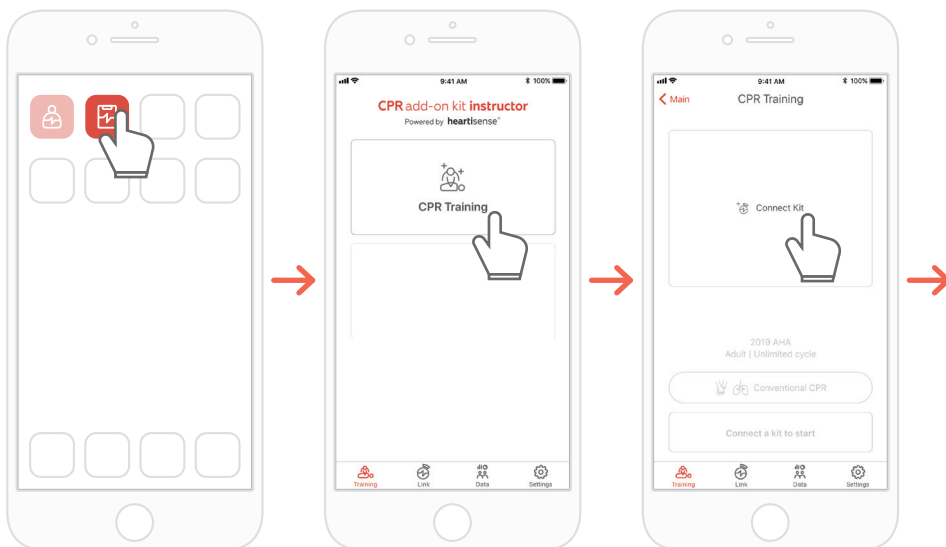 9:41 AM
100%
CPR add-on kit instructor
Powered by heartisense®
CPR Training
Training
Link
Data
Settings
9:41 AM
100%
Main
CPR Training
Connect Kit
2019 AHA
Adult | Unlimited cycle
Conventional CPR
Connect a kit to start
Training
Link
Data
Settings